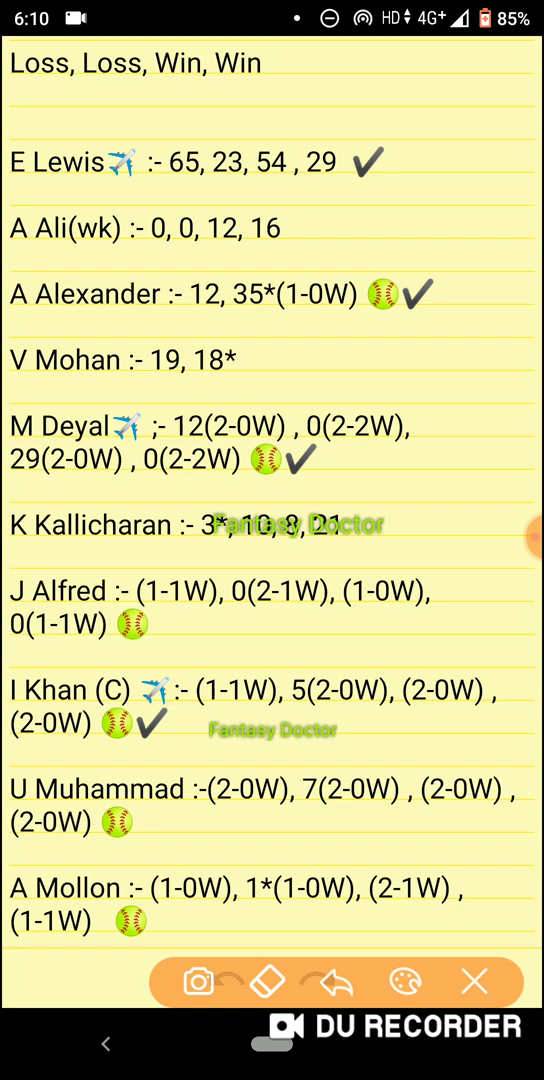 6:10 HD 4G+ 85%
Loss, Loss, Win, Win
E Lewis✈️ :- 65, 23, 54 , 29 ✔️
A Ali(wk) :- 0, 0, 12, 16
A Alexander :- 12, 35*(1-0W) 🥎✔️
V Mohan :- 19, 18*
M Deyal✈️ ;- 12(2-0W) , 0(2-2W),
29(2-0W) , 0(2-2W) 🥎✔️
K Kallicharan :- 3*, 10, 8, 21
Fantasy Doctor
J Alfred :- (1-1W), 0(2-1W), (1-0W),
0(1-1W) 🥎
I Khan (C) ✈️:- (1-1W), 5(2-0W), (2-0W) ,
(2-0W) 🥎✔️
Fantasy Doctor
U Muhammad :-(2-0W), 7(2-0W) , (2-0W) ,
(2-0W) 🥎
A Mollon :- (1-0W), 1*(1-0W), (2-1W) ,
(1-1W) 🥎
DU RECORDER